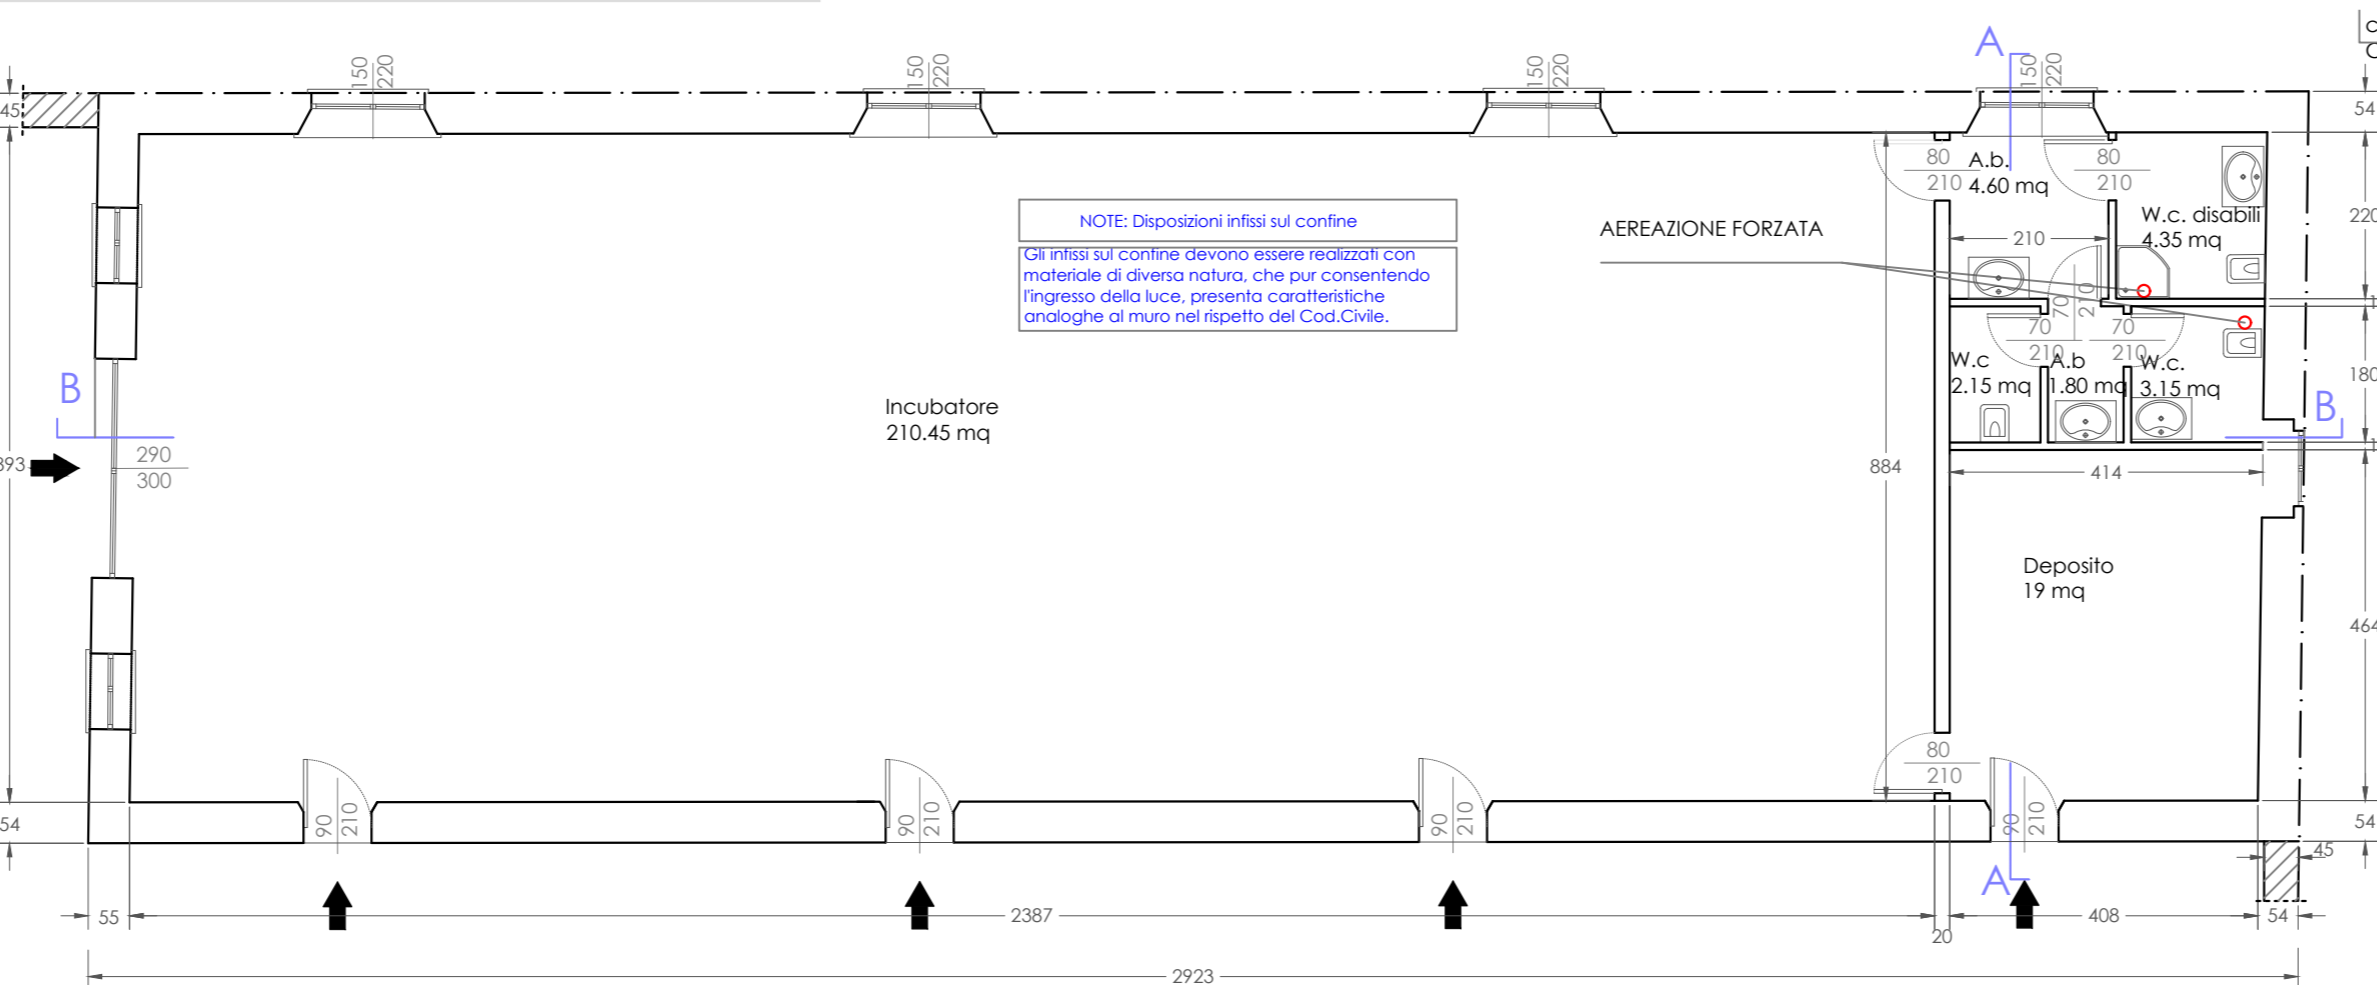 150
220
150
220
150
220
150
220
A
45
54
80
210
A.b.
4.60 mq
80
210
W.c. disabili
4.35 mq
220
NOTE: Disposizioni infissi sul confine
Gli infissi sul confine devono essere realizzati con
materiale di diversa natura, che pur consentendo
l'ingresso della luce, presenta caratteristiche
analoghe al muro nel rispetto del Cod.Civile.
AEREAZIONE FORZATA
210
70
210
70
210
70
210
W.c
2.15 mq
A.b
1.80 mq
W.c.
3.15 mq
180
B
B
Incubatore
210.45 mq
290
300
893
884
414
Deposito
19 mq
464
80
210
90
210
90
210
90
210
90
210
54
54
45
A
55
2387
20
408
54
2923